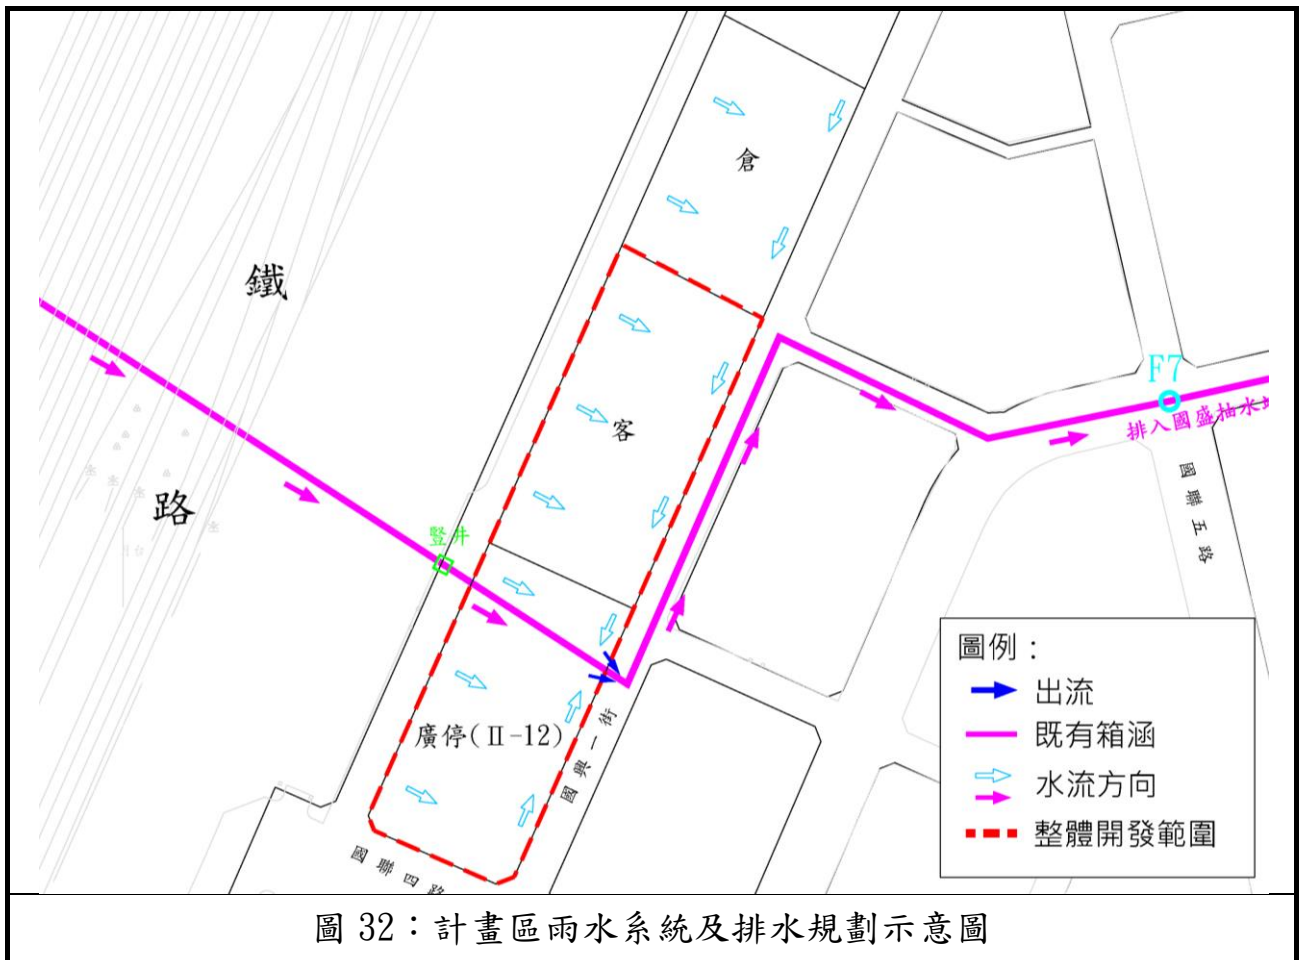 倉
鐵
客
路
F7
排入國盛抽水
國聯五路
豎井
廣停(Ⅱ-12)
國興一街
國聯四路
圖例：
出流
既有箱涵
水流方向
整體開發範圍
圖 32：計畫區雨水系統及排水規劃示意圖